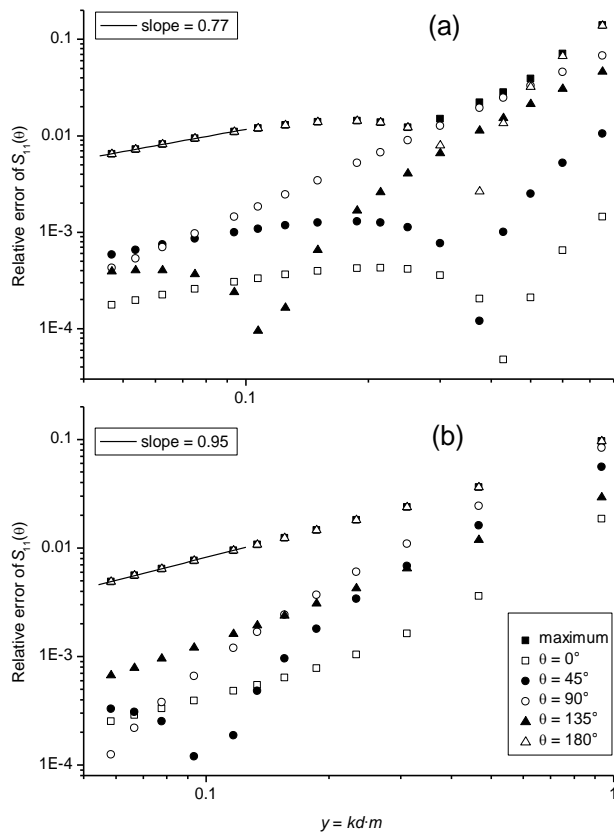 slope = 0.77
(a)
0.1
0.01
1E-3
1E-4
Relative error of S₁₁(θ)
0.1
slope = 0.95
(b)
0.1
0.01
1E-3
1E-4
Relative error of S₁₁(θ)
maximum
θ = 0°
θ = 45°
θ = 90°
θ = 135°
θ = 180°
0.1
1
y = kd·m